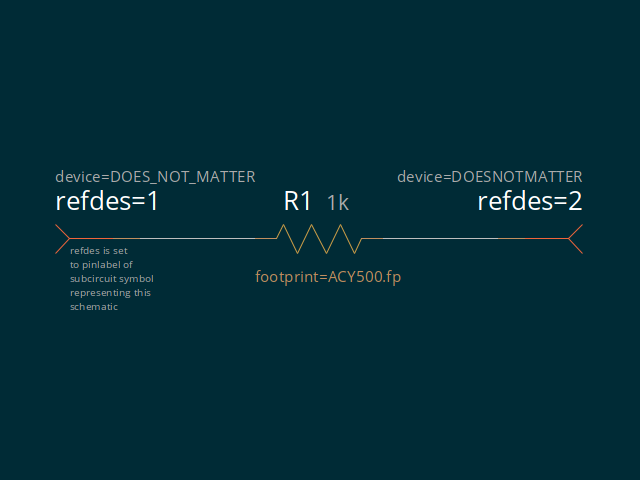 device=DOES_NOT_MATTER
device=DOESNOTMATTER
refdes=1
R1 1k
refdes=2
refdes is set
to pinlabel of
subcircuit symbol
representing this
schematic
footprint=ACY500.fp